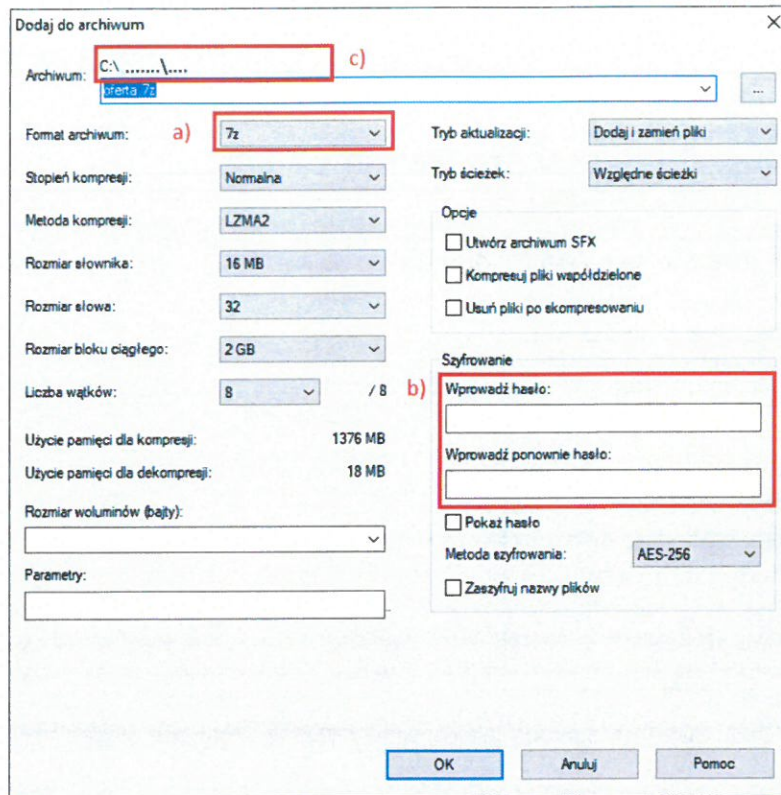 Dodaj do archiwum
C:\ .......\....
c)
Archiwum:
oferta.7z
...
Format archiwum:
a)
7z
Tryb aktualizacji:
Dodaj i zamień pliki
Stopień kompresji:
Normalna
Tryb ścieżek:
Względne ścieżki
Metoda kompresji:
LZMA2
Opcje
Utwórz archiwum SFX
Rozmiar słownika:
16 MB
Kompresuj pliki współdzielone
Rozmiar słowa:
32
Usuń pliki po skompresowaniu
Rozmiar bloku ciągłego:
2 GB
Szyfrowanie
Liczba wątków:
8
/ 8
b)
Wprowadź hasło:
Użycie pamięci dla kompresji:
1376 MB
Wprowadź ponownie hasło:
Użycie pamięci dla dekompresji:
18 MB
Rozmiar woluminów (bajty):
Pokaż hasło
Metoda szyfrowania:
AES-256
Parametry:
Zaszyfruj nazwy plików
OK
Anuluj
Pomoc